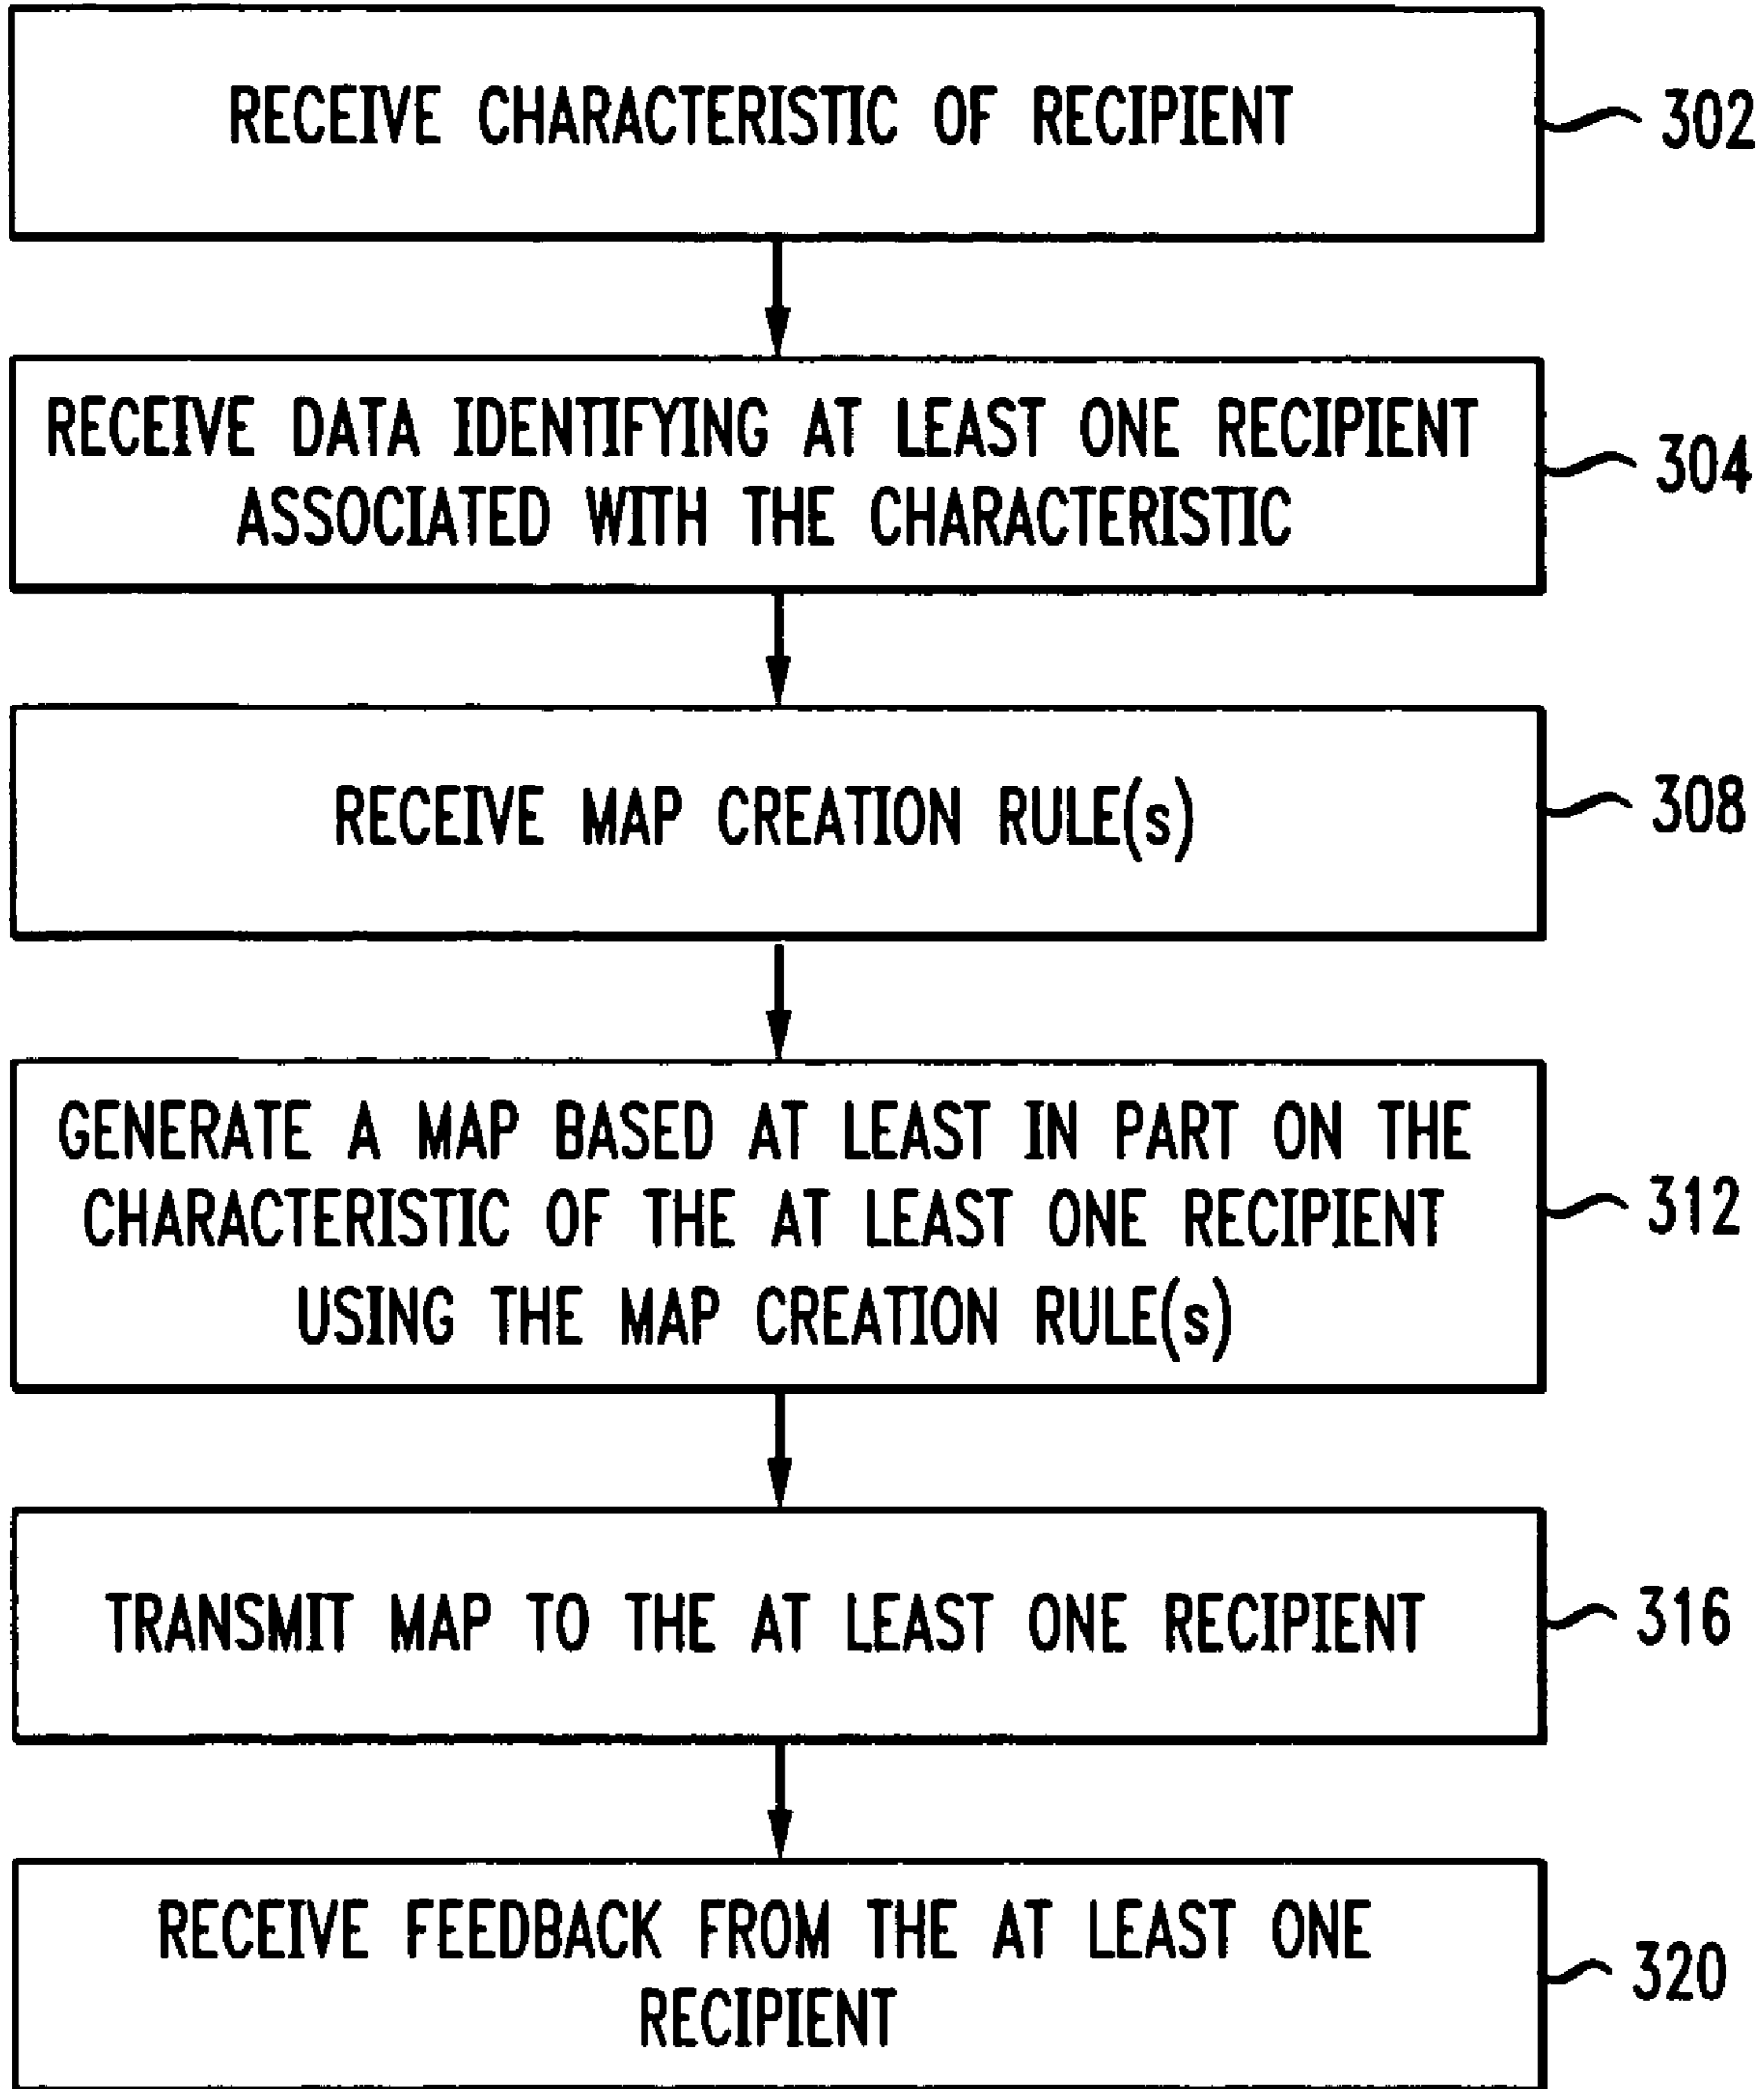 RECEIVE CHARACTERISTIC OF RECIPIENT
302
RECEIVE DATA IDENTIFYING AT LEAST ONE RECIPIENT
ASSOCIATED WITH THE CHARACTERISTIC
304
RECEIVE MAP CREATION RULE(s)
308
GENERATE A MAP BASED AT LEAST IN PART ON THE
CHARACTERISTIC OF THE AT LEAST ONE RECIPIENT
USING THE MAP CREATION RULE(s)
312
TRANSMIT MAP TO THE AT LEAST ONE RECIPIENT
316
RECEIVE FEEDBACK FROM THE AT LEAST ONE
RECIPIENT
320